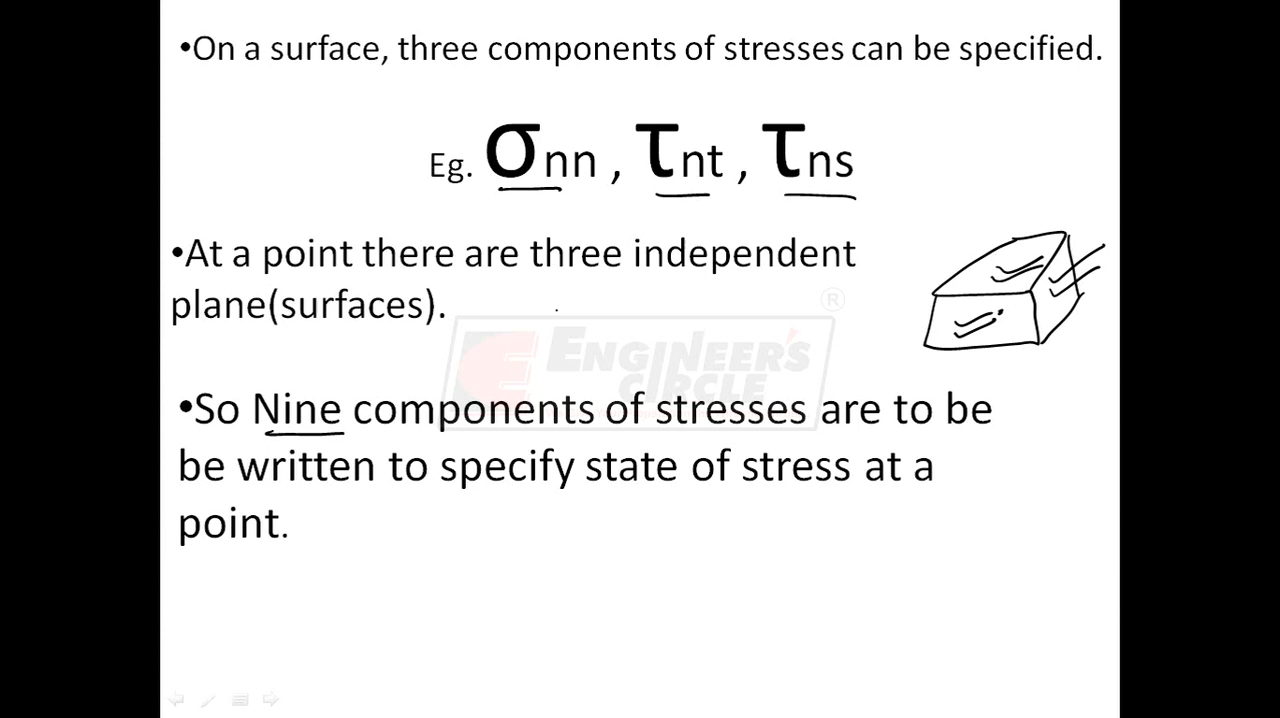 •On a surface, three components of stresses can be specified.
Eg. σnn , τnt , τns
•At a point there are three independent
plane(surfaces).
®
ENGINEER'S
CIRCLE
•So Nine components of stresses are to be
be written to specify state of stress at a
point.